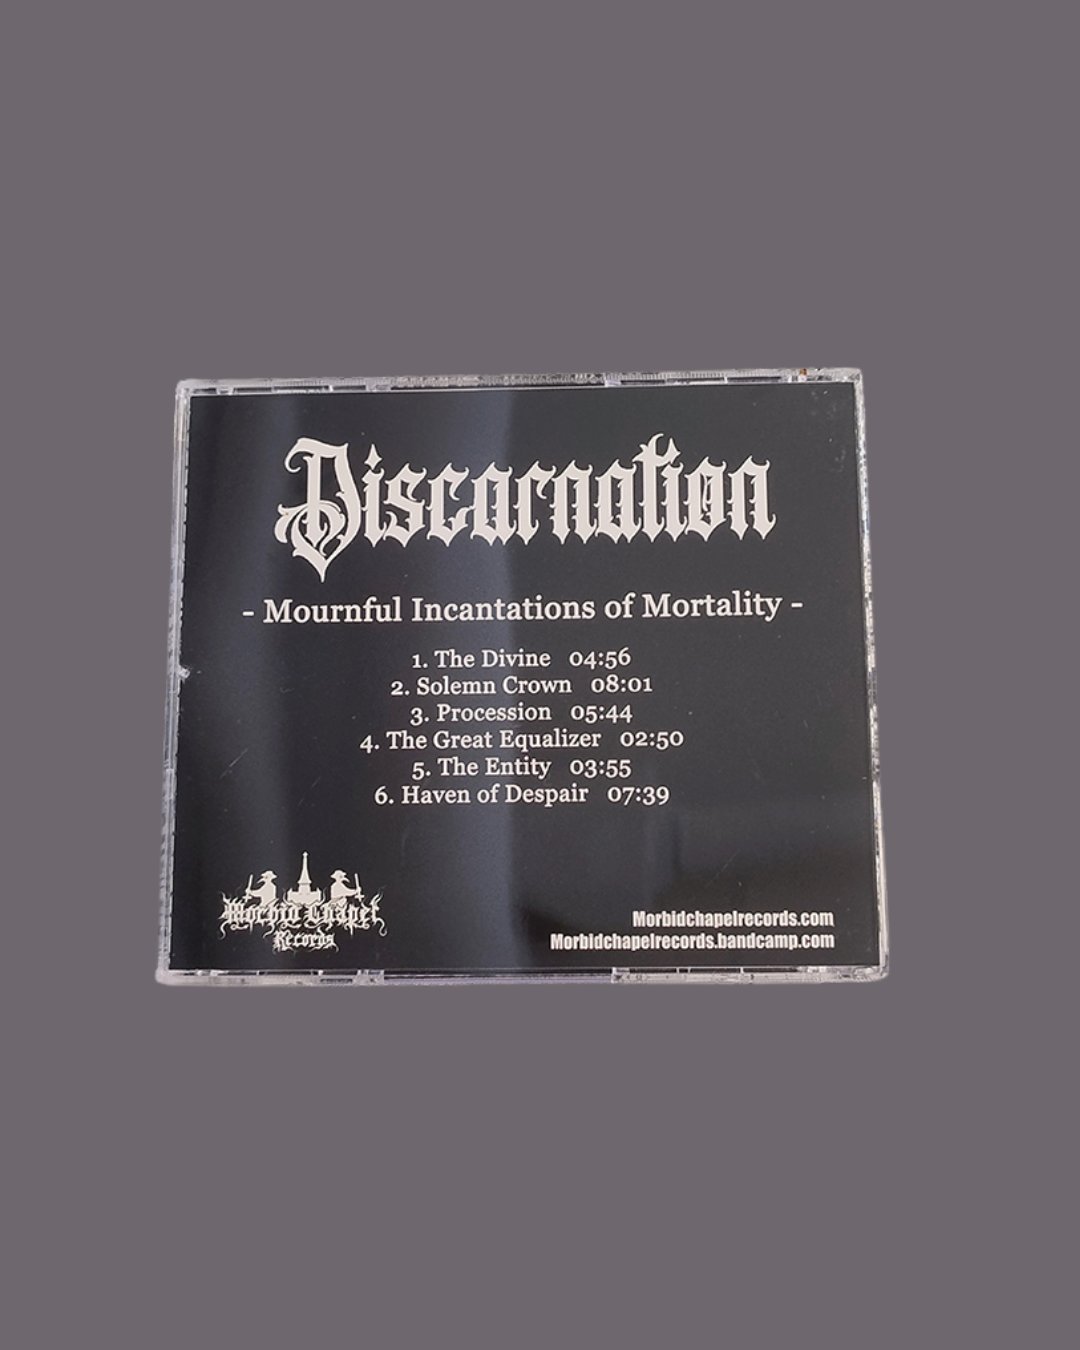 Discarnation
- Mournful Incantations of Mortality -
1. The Divine 04:56
2. Solemn Crown 08:01
3. Procession 05:44
4. The Great Equalizer 02:50
5. The Entity 03:55
6. Haven of Despair 07:39
Morbid Chapel
Records
Morbidchapelrecords.com
Morbidchapelrecords.bandcamp.com